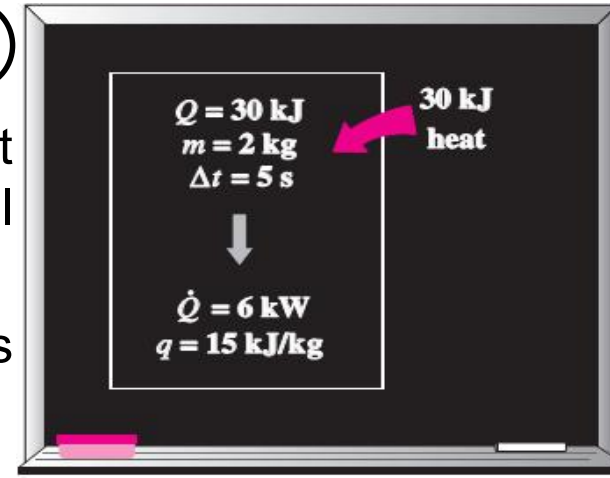 )
t
l
s
Q = 30 kJ
m = 2 kg
Δt = 5 s
Q̇ = 6 kW
q = 15 kJ/kg
30 kJ
heat